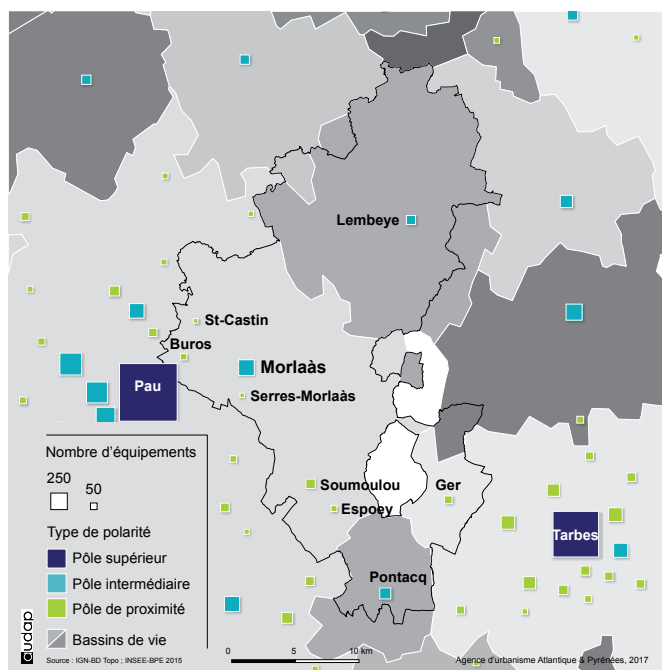 Lembeye
St-Castin
Buros
Morlaàs
Pau
Serres-Morlaàs
Soumoulou
Ger
Espoey
Tarbes
Pontacq
Nombre d'équipements
250
50
Type de polarité
Pôle supérieur
Pôle intermédiaire
Pôle de proximité
Bassins de vie
audap
Source : IGN-BD Topo ; INSEE-BPE 2015
0 5 10 km
Agence d'urbanisme Atlantique & Pyrénées, 2017